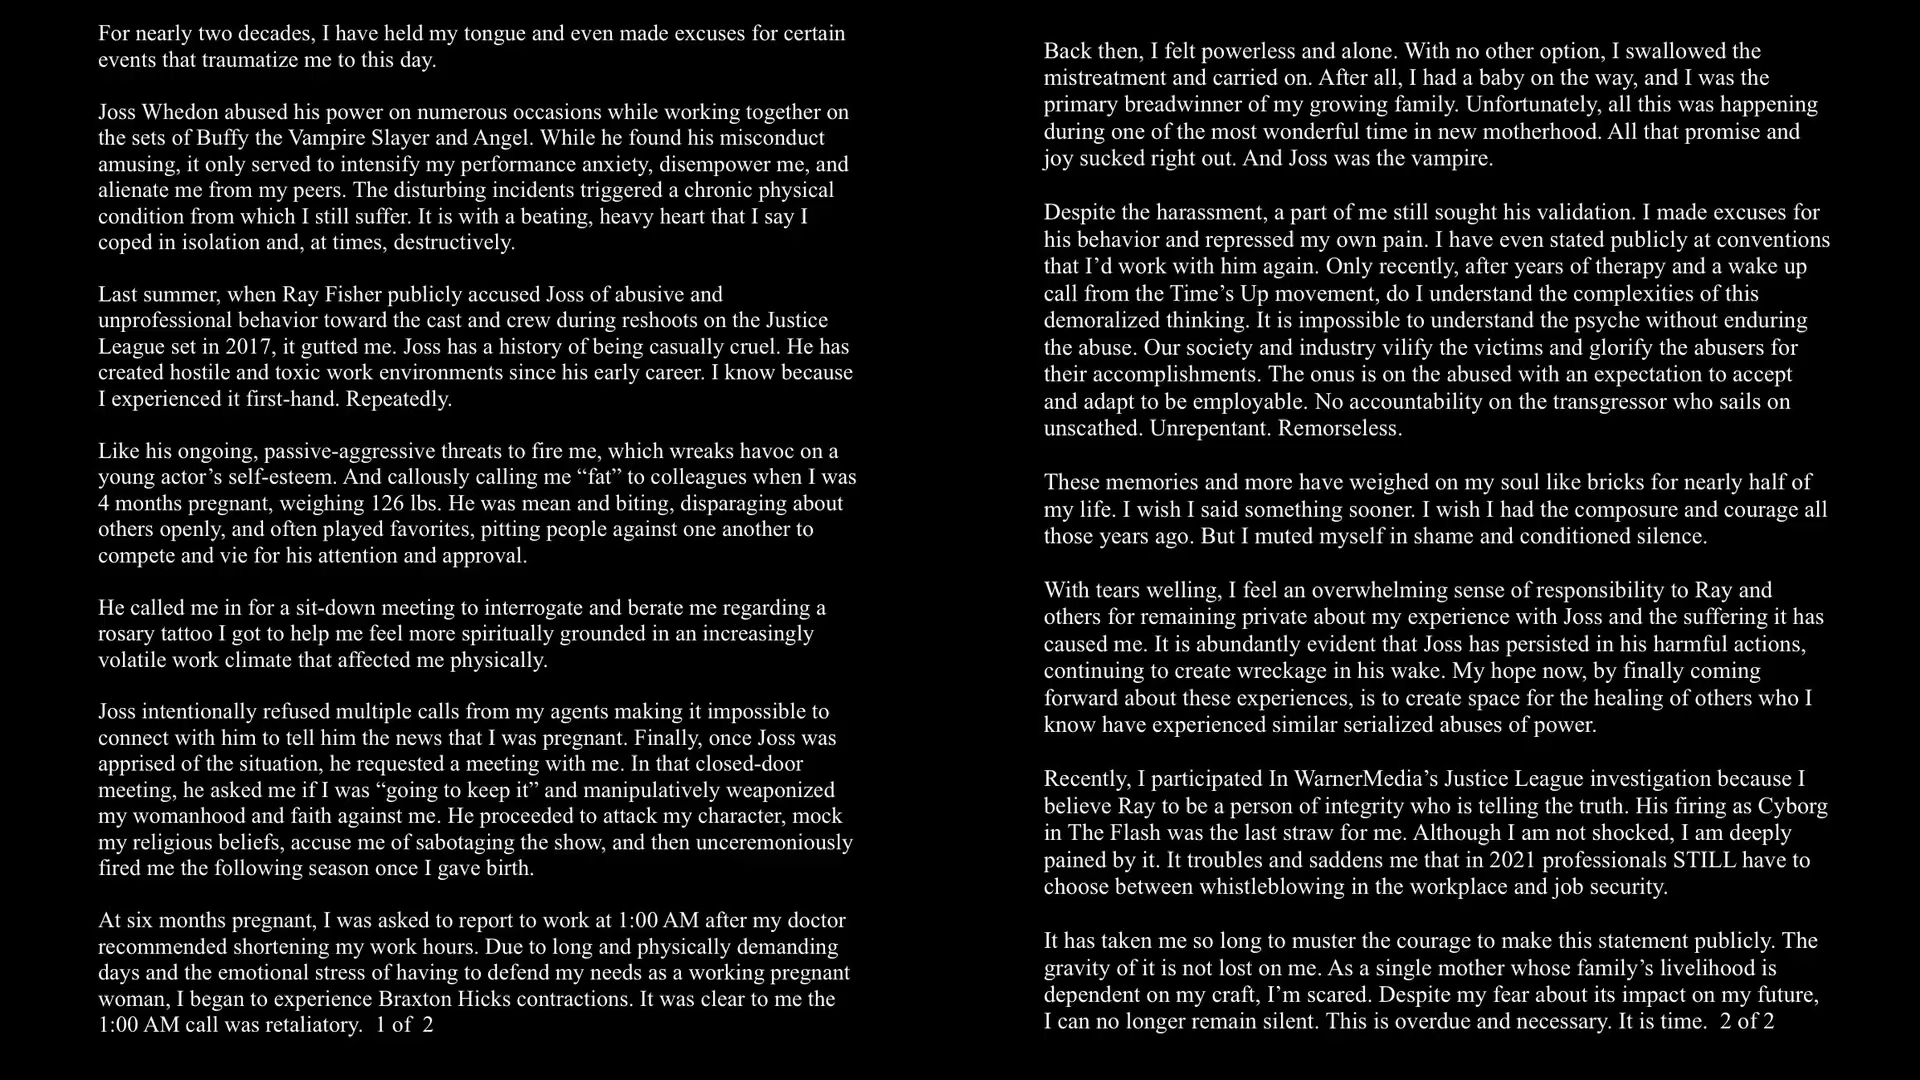 For nearly two decades, I have held my tongue and even made excuses for certain
events that traumatize me to this day.
Joss Whedon abused his power on numerous occasions while working together on
the sets of Buffy the Vampire Slayer and Angel. While he found his misconduct
amusing, it only served to intensify my performance anxiety, disempower me, and
alienate me from my peers. The disturbing incidents triggered a chronic physical
condition from which I still suffer. It is with a beating, heavy heart that I say I
coped in isolation and, at times, destructively.
Last summer, when Ray Fisher publicly accused Joss of abusive and
unprofessional behavior toward the cast and crew during reshoots on the Justice
League set in 2017, it gutted me. Joss has a history of being casually cruel. He has
created hostile and toxic work environments since his early career. I know because
I experienced it first-hand. Repeatedly.
Like his ongoing, passive-aggressive threats to fire me, which wreaks havoc on a
young actor’s self-esteem. And callously calling me “fat” to colleagues when I was
4 months pregnant, weighing 126 lbs. He was mean and biting, disparaging about
others openly, and often played favorites, pitting people against one another to
compete and vie for his attention and approval.
He called me in for a sit-down meeting to interrogate and berate me regarding a
rosary tattoo I got to help me feel more spiritually grounded in an increasingly
volatile work climate that affected me physically.
Joss intentionally refused multiple calls from my agents making it impossible to
connect with him to tell him the news that I was pregnant. Finally, once Joss was
apprised of the situation, he requested a meeting with me. In that closed-door
meeting, he asked me if I was “going to keep it” and manipulatively weaponized
my womanhood and faith against me. He proceeded to attack my character, mock
my religious beliefs, accuse me of sabotaging the show, and then unceremoniously
fired me the following season once I gave birth.
At six months pregnant, I was asked to report to work at 1:00 AM after my doctor
recommended shortening my work hours. Due to long and physically demanding
days and the emotional stress of having to defend my needs as a working pregnant
woman, I began to experience Braxton Hicks contractions. It was clear to me the
1:00 AM call was retaliatory.  1 of  2
Back then, I felt powerless and alone. With no other option, I swallowed the
mistreatment and carried on. After all, I had a baby on the way, and I was the
primary breadwinner of my growing family. Unfortunately, all this was happening
during one of the most wonderful time in new motherhood. All that promise and
joy sucked right out. And Joss was the vampire.
Despite the harassment, a part of me still sought his validation. I made excuses for
his behavior and repressed my own pain. I have even stated publicly at conventions
that I’d work with him again. Only recently, after years of therapy and a wake up
call from the Time’s Up movement, do I understand the complexities of this
demoralized thinking. It is impossible to understand the psyche without enduring
the abuse. Our society and industry vilify the victims and glorify the abusers for
their accomplishments. The onus is on the abused with an expectation to accept
and adapt to be employable. No accountability on the transgressor who sails on
unscathed. Unrepentant. Remorseless.
These memories and more have weighed on my soul like bricks for nearly half of
my life. I wish I said something sooner. I wish I had the composure and courage all
those years ago. But I muted myself in shame and conditioned silence.
With tears welling, I feel an overwhelming sense of responsibility to Ray and
others for remaining private about my experience with Joss and the suffering it has
caused me. It is abundantly evident that Joss has persisted in his harmful actions,
continuing to create wreckage in his wake. My hope now, by finally coming
forward about these experiences, is to create space for the healing of others who I
know have experienced similar serialized abuses of power.
Recently, I participated In WarnerMedia’s Justice League investigation because I
believe Ray to be a person of integrity who is telling the truth. His firing as Cyborg
in The Flash was the last straw for me. Although I am not shocked, I am deeply
pained by it. It troubles and saddens me that in 2021 professionals STILL have to
choose between whistleblowing in the workplace and job security.
It has taken me so long to muster the courage to make this statement publicly. The
gravity of it is not lost on me. As a single mother whose family’s livelihood is
dependent on my craft, I’m scared. Despite my fear about its impact on my future,
I can no longer remain silent. This is overdue and necessary. It is time.  2 of 2